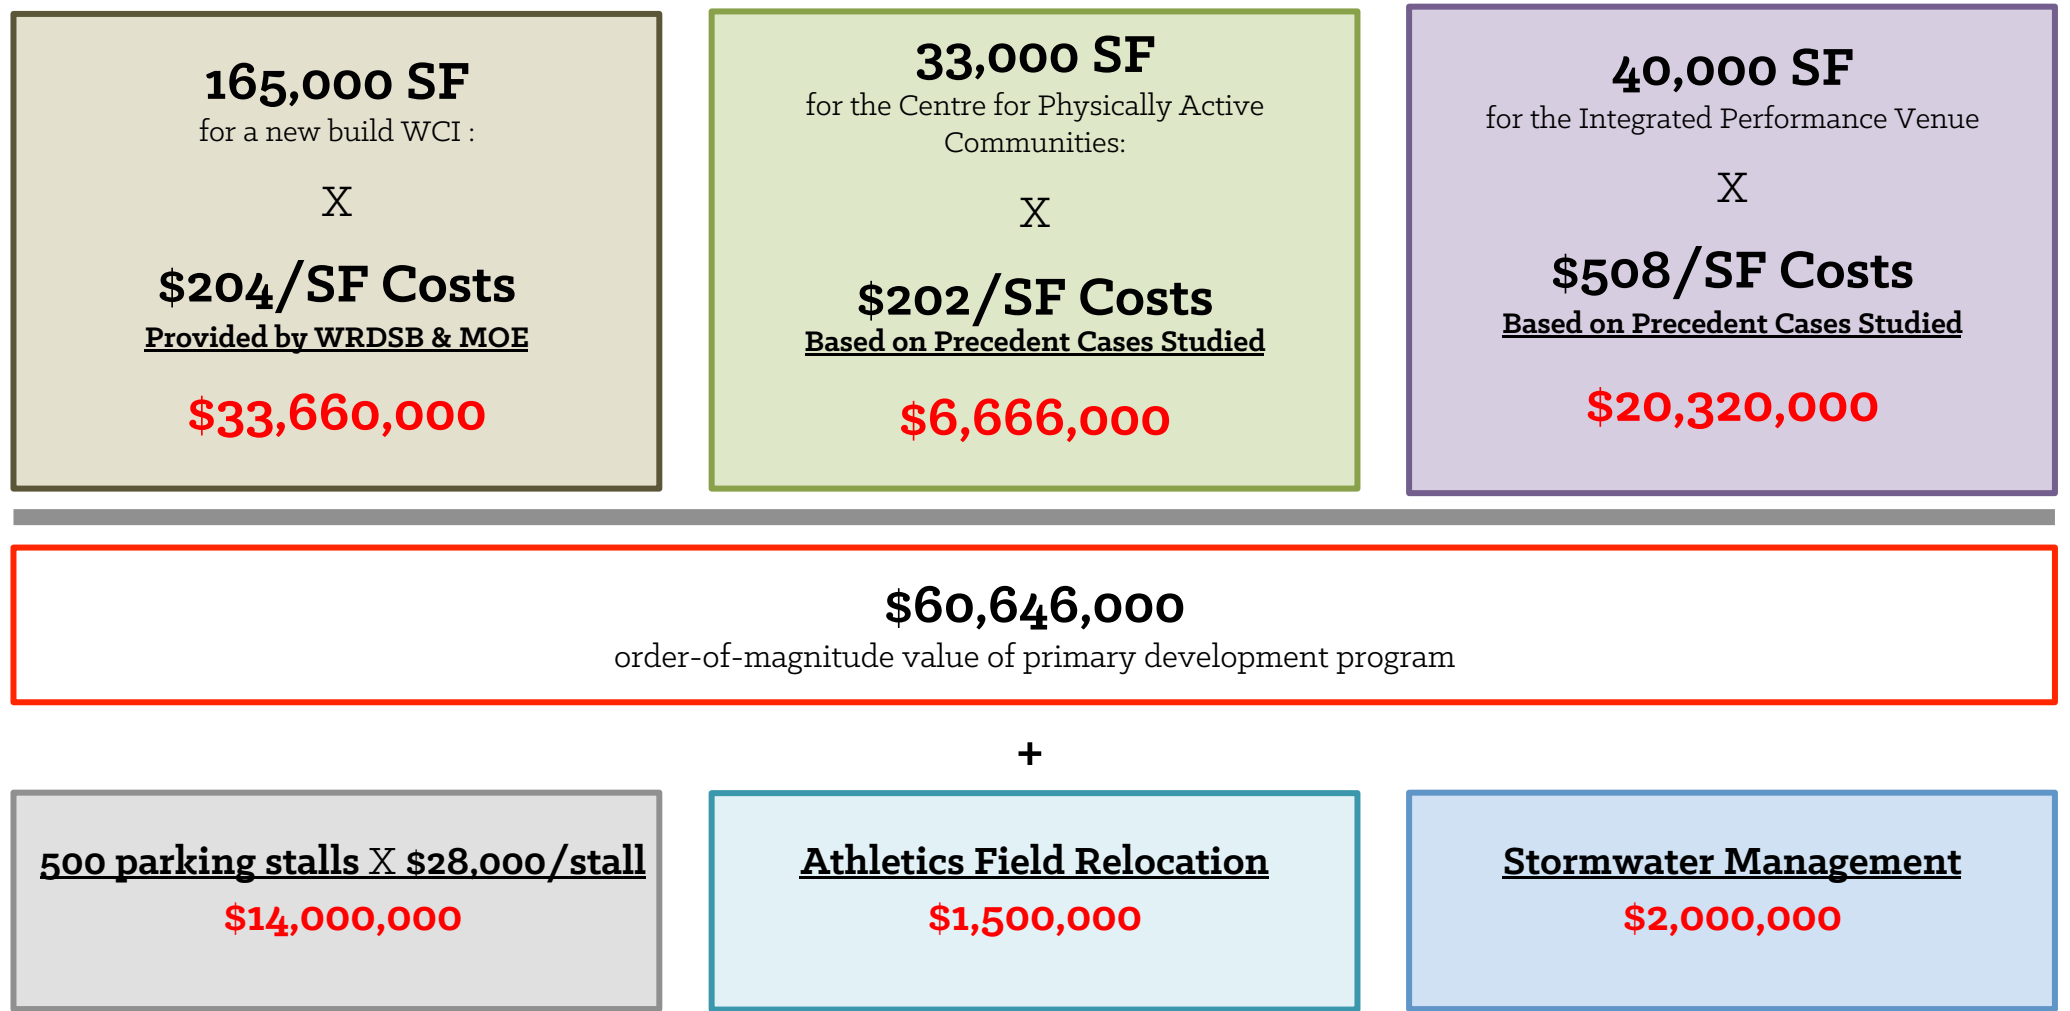 165,000 SF
for a new build WCI :
X
$204/SF Costs
Provided by WRDSB & MOE
$33,660,000
33,000 SF
for the Centre for Physically Active
Communities:
X
$202/SF Costs
Based on Precedent Cases Studied
$6,666,000
40,000 SF
for the Integrated Performance Venue
X
$508/SF Costs
Based on Precedent Cases Studied
$20,320,000
$60,646,000
order-of-magnitude value of primary development program
+
500 parking stalls X $28,000/stall
$14,000,000
Athletics Field Relocation
$1,500,000
Stormwater Management
$2,000,000